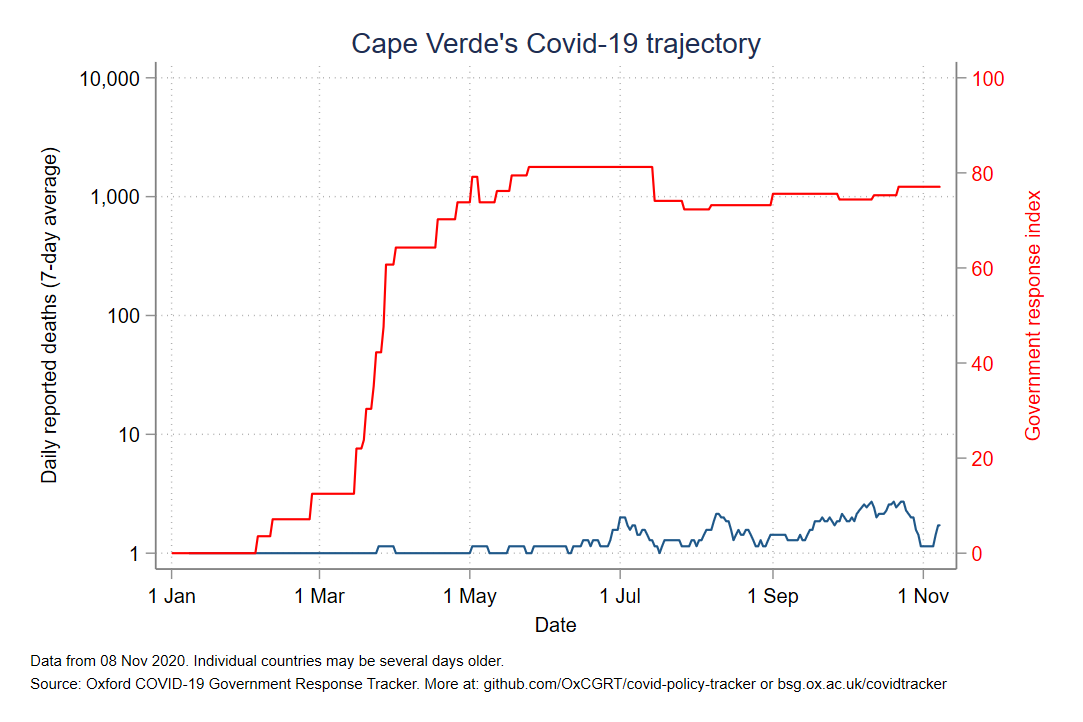 Cape Verde's Covid-19 trajectory
10,000
1,000
100
10
1
Daily reported deaths (7-day average)
100
80
60
40
20
0
Government response index
1 Jan
1 Mar
1 May
1 Jul
1 Sep
1 Nov
Date
Data from 08 Nov 2020. Individual countries may be several days older.
Source: Oxford COVID-19 Government Response Tracker. More at: github.com/OxCGRT/covid-policy-tracker or bsg.ox.ac.uk/covidtracker